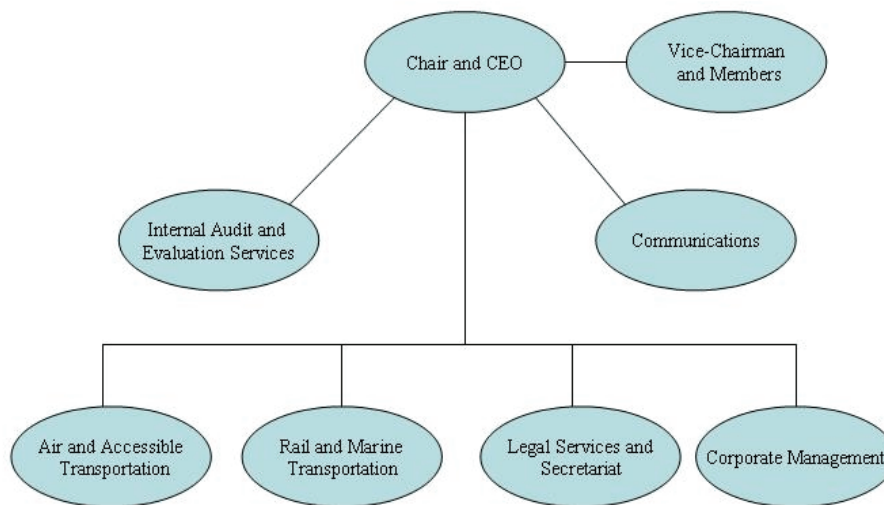 Chair and CEO
Vice-Chairman
and Members
Internal Audit and
Evaluation Services
Communications
Air and Accessible
Transportation
Rail and Marine
Transportation
Legal Services and
Secretariat
Corporate Management